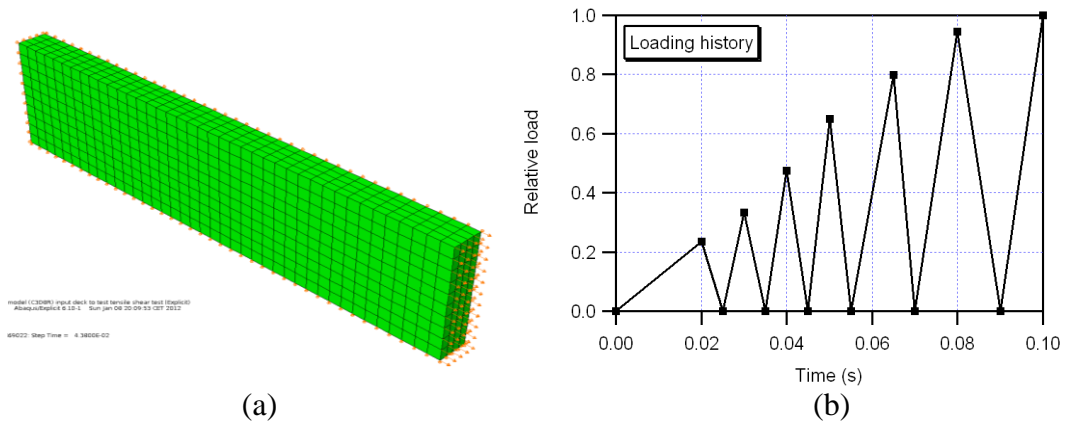 model (C3D8R) input deck to test tensile shear test (Explicit)
Abaqus/Explicit 6.10-1 Sun Jan 08 20:09:53 CET 2012
Step Time = 4.3800E-02
(a)
Loading history
1.0
0.8
0.6
0.4
0.2
0.0
Relative load
0.00
0.02
0.04
0.06
0.08
0.10
Time (s)
(b)